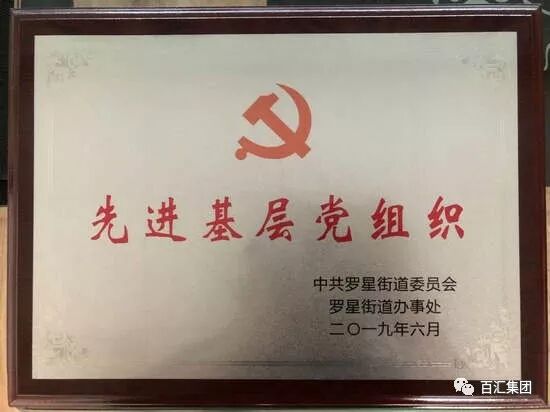 先进基层党组织
中共罗星街道委员会
罗星街道办事处
二〇一九年六月
百汇集团